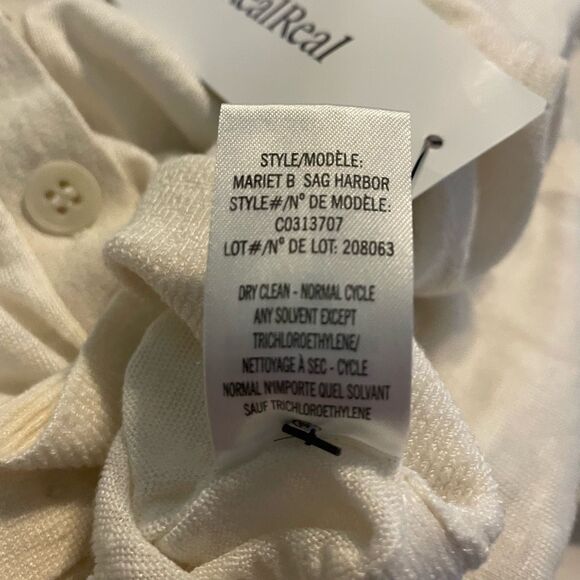 RealReal
STYLE/MODÈLE:
MARIET B SAG HARBOR
STYLE#/Nº DE MODÈLE:
C0313707
LOT#/Nº DE LOT: 208063
DRY CLEAN - NORMAL CYCLE
ANY SOLVENT EXCEPT
TRICHLOROETHYLENE/
NETTOYAGE À SEC - CYCLE
NORMAL N'IMPORTE QUEL SOLVANT
SAUF TRICHLOROETHYLENE